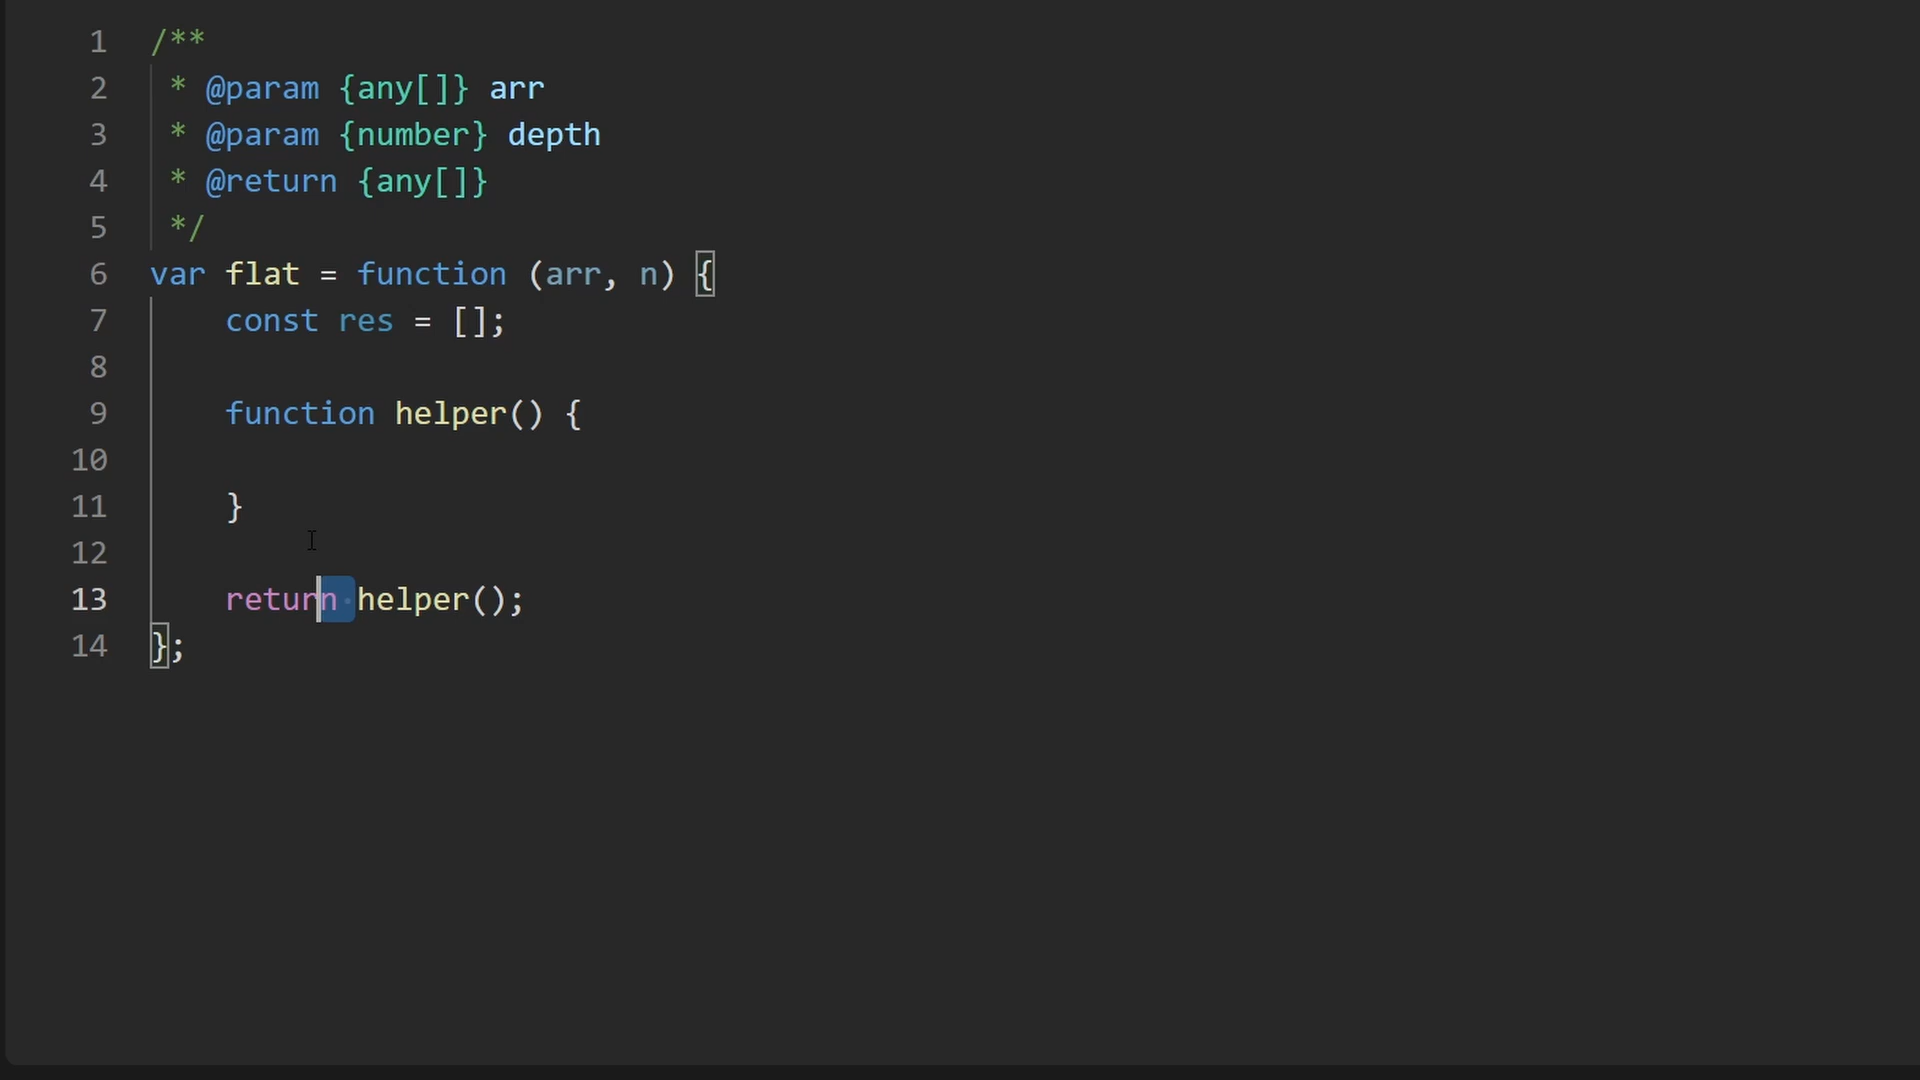 1 /**
2  * @param {any[]} arr
3  * @param {number} depth
4  * @return {any[]}
5  */
6 var flat = function (arr, n) {
7     const res = [];
8
9     function helper() {
10
11     }
12
13     return helper();
14 };